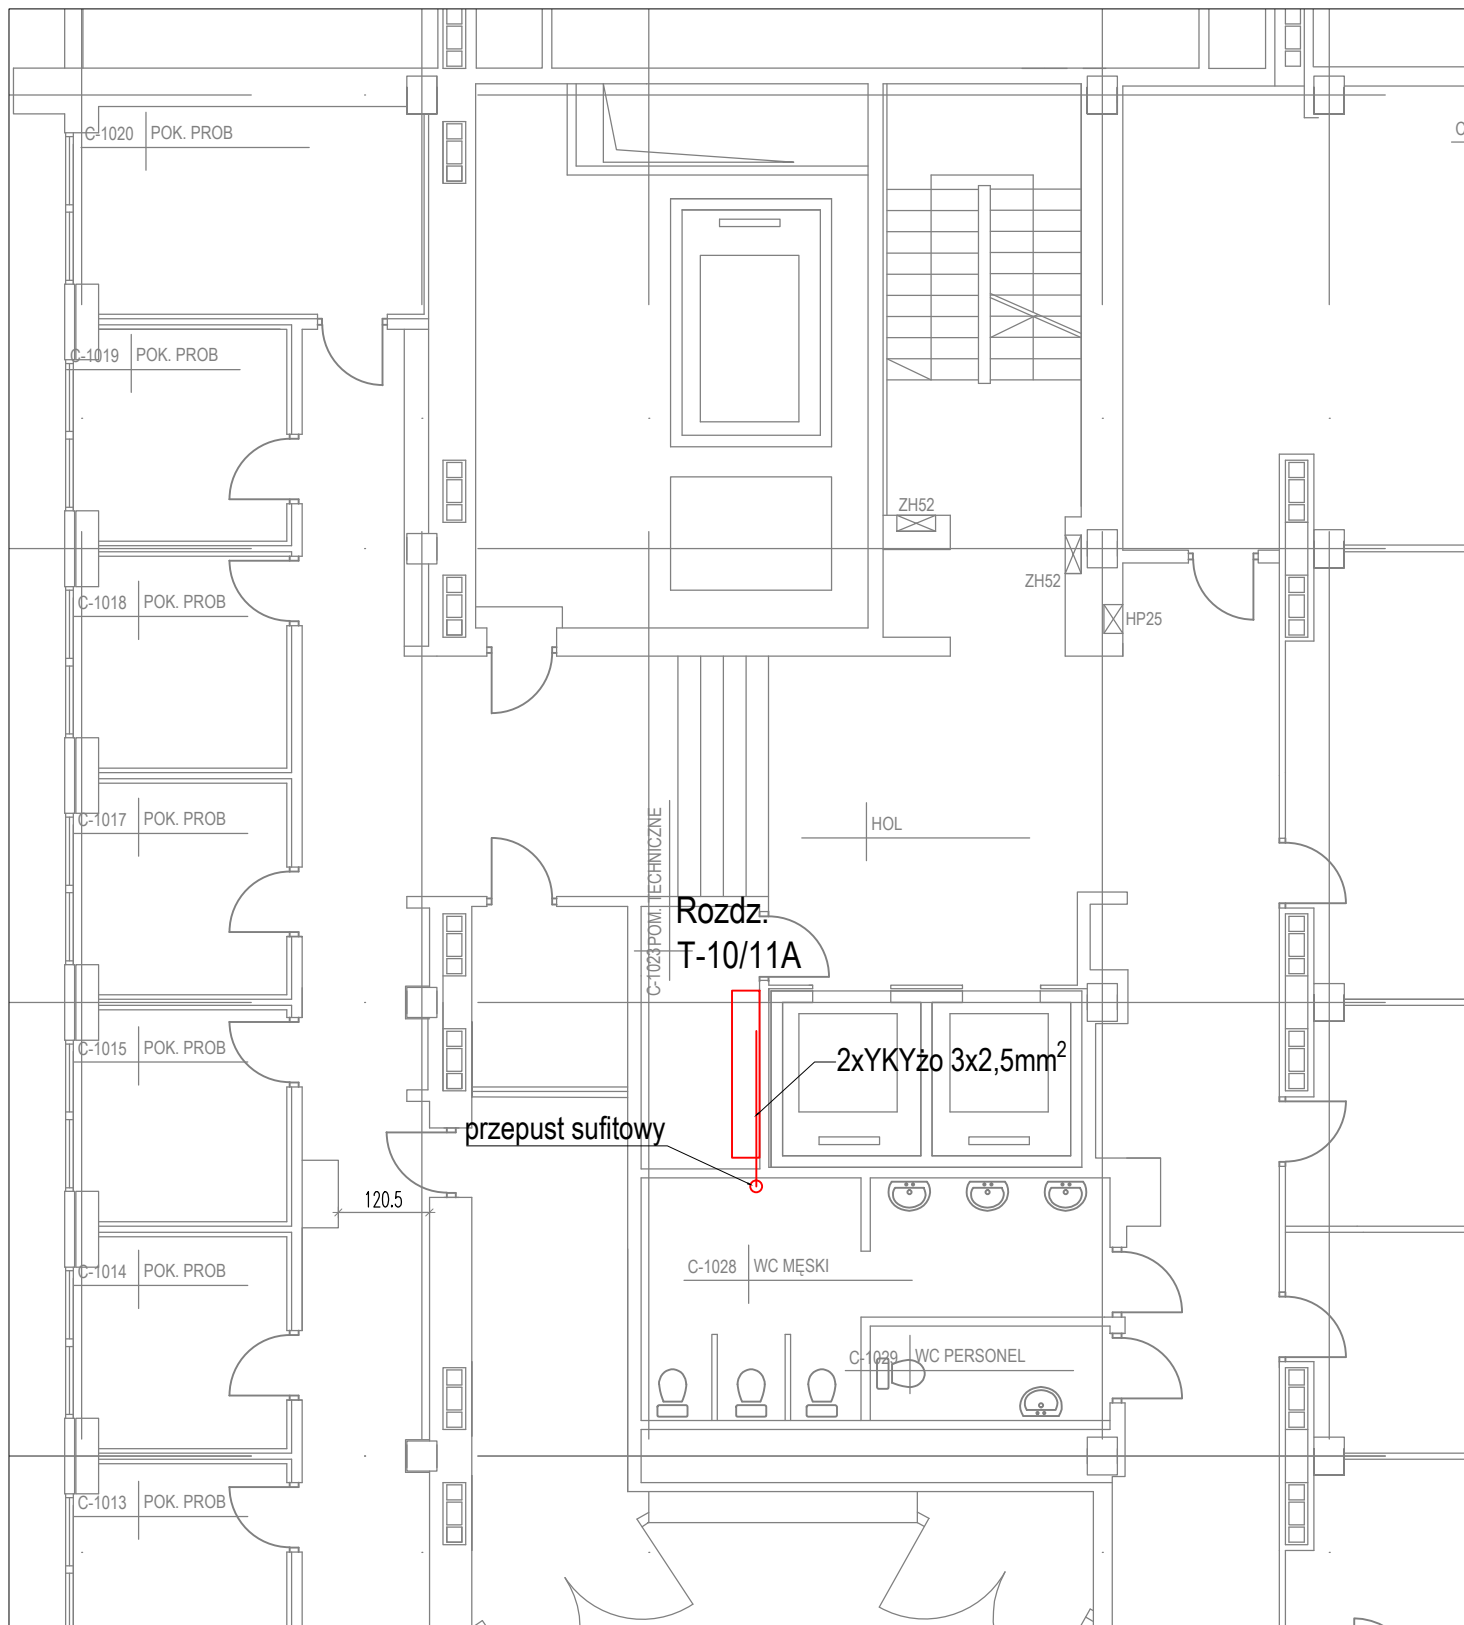 C-1020 POK. PROB
C
C-1019 POK. PROB
ZH52
ZH52
HP25
C-1018 POK. PROB
C-1017 POK. PROB
HOL
C-1023 POM. TECHNICZNE
Rozdz.
T-10/11A
C-1015 POK. PROB
2xYKYżo 3x2,5mm²
przepust sufitowy
120.5
C-1014 POK. PROB
C-1028 WC MĘSKI
C-1029 WC PERSONEL
C-1013 POK. PROB